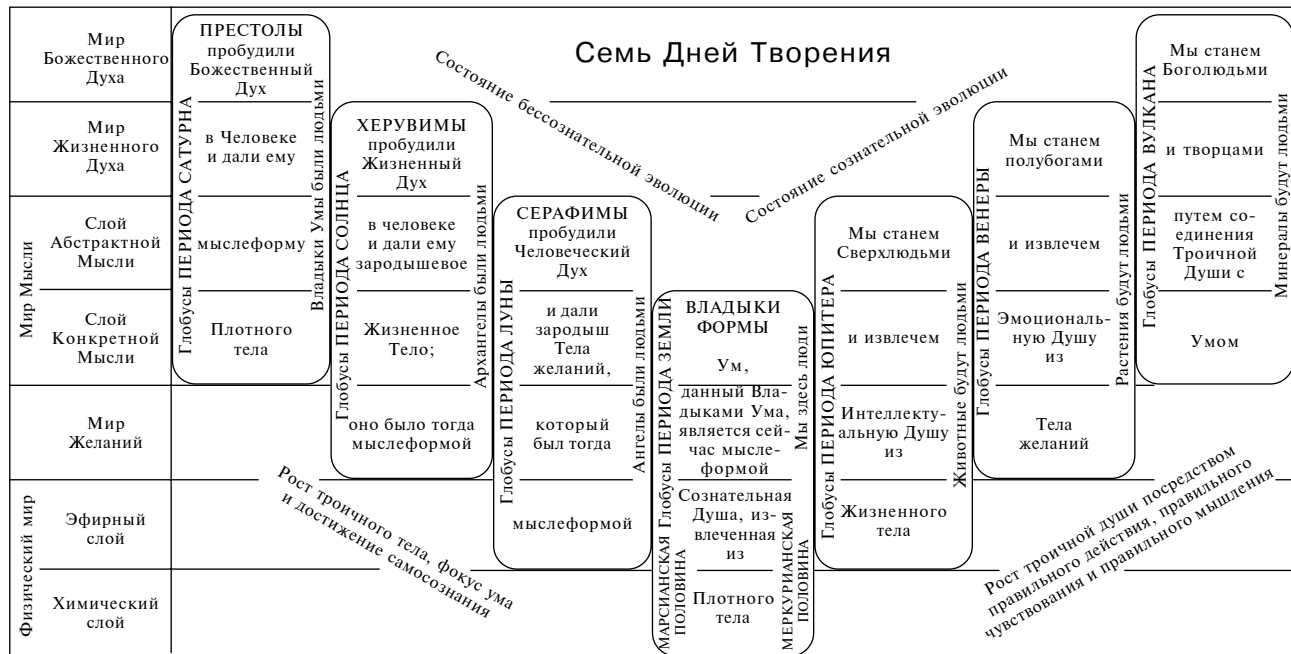 Семь Дней Творения
Состояние бессознательной эволюции
Состояние сознательной эволюции
Мир
Божественного
Духа
Мир
Жизненного
Духа
Мир Мысли
Слой
Абстрактной
Мысли
Слой
Конкретной
Мысли
Мир
Желаний
Физический мир
Эфирный
слой
Химический
слой
Глобусы ПЕРИОДА САТУРНА
ПРЕСТОЛЫ
пробудили
Божественный
Дух
в Человеке
и дали ему
мыслеформу
Плотного
тела
Владыки Умы были людьми
Глобусы ПЕРИОДА СОЛНЦА
ХЕРУВИМЫ
пробудили
Жизненный
Дух
в человеке
и дали ему
зародышевое
Жизненное
Тело;
оно было тогда
мыслеформой
Архангелы были людьми
Глобусы ПЕРИОДА ЛУНЫ
СЕРАФИМЫ
пробудили
Человеческий
Дух
и дали
зародыш
Тела
желаний,
который
был тогда
мыслеформой
Ангелы были людьми
МАРСИАНСКАЯ
ПОЛОВИНА
Глобусы ПЕРИОДА ЗЕМЛИ
ВЛАДЫКИ
ФОРМЫ
Ум,
данный Вла-
дыками Ума,
является сей-
час мысле-
формой
Сознательная
Душа, из-
влеченная
из
Плотного
тела
Мы здесь люди
МЕРКУРИАНСКАЯ
ПОЛОВИНА
Глобусы ПЕРИОДА ЮПИТЕРА
Мы станем
Сверхлюдьми
и извлечем
Интеллекту-
альную Душу
из
Жизненного
тела
Животные будут людьми
Глобусы ПЕРИОДА ВЕНЕРЫ
Мы станем
полубогами
и извлечем
Эмоциональ-
ную Душу
из
Тела
желаний
Растения будут людьми
Глобусы ПЕРИОДА ВУЛКАНА
Мы станем
Боголюдьми
и творцами
путем со-
единения
Троичной
Души с
Умом
Минералы будут людьми
Рост троичного тела, фокус ума
и достижение самосознания
Рост троичной души посредством
правильного действия, правильного
чувствования и правильного мышления